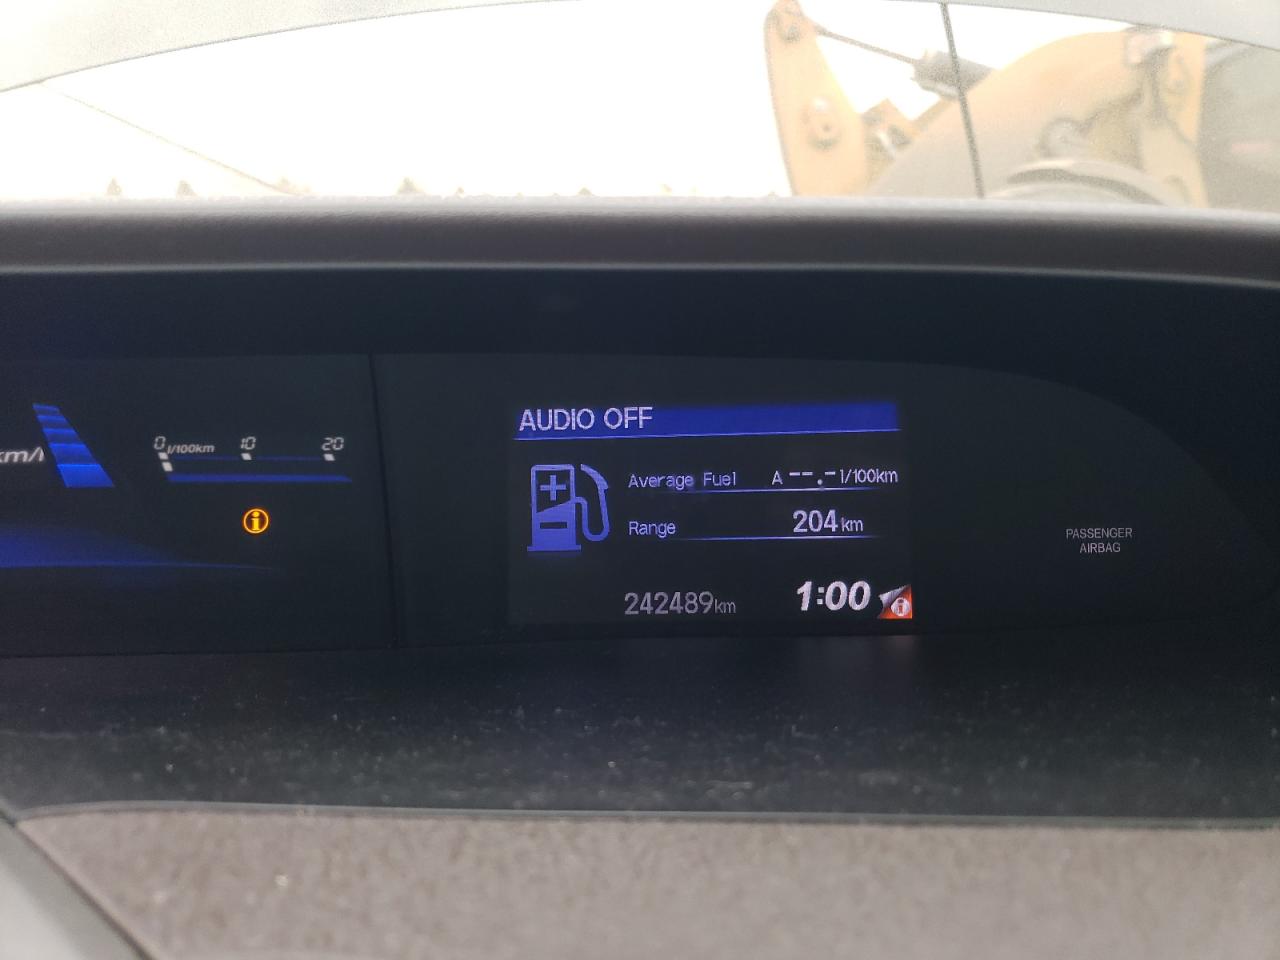 AUDIO OFF
km/l
0 l/100km 10 20
Average Fuel A --.- l/100km
Range 204 km
PASSENGER
AIRBAG
242489 km 1:00